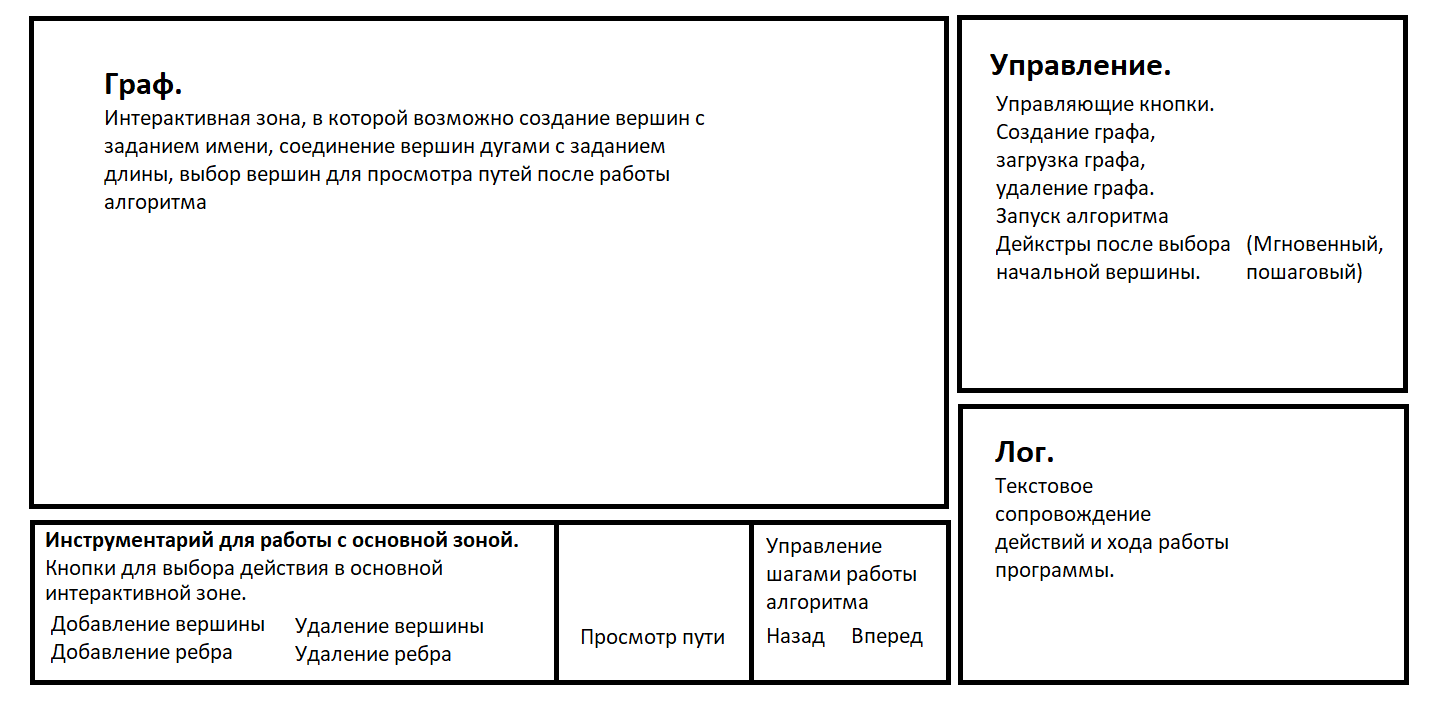 Граф.
Интерактивная зона, в которой возможно создание вершин с
заданием имени, соединение вершин дугами с заданием
длины, выбор вершин для просмотра путей после работы
алгоритма
Управление.
Управляющие кнопки.
Создание графа,
загрузка графа,
удаление графа.
Запуск алгоритма
Дейкстры после выбора (Мгновенный,
начальной вершины. пошаговый)
Инструментарий для работы с основной зоной.
Кнопки для выбора действия в основной
интерактивной зоне.
Добавление вершины Удаление вершины
Добавление ребра Удаление ребра
Просмотр пути
Управление
шагами работы
алгоритма
Назад Вперед
Лог.
Текстовое
сопровождение
действий и хода работы
программы.